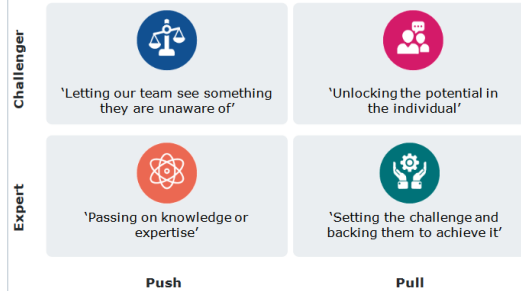 Challenger
'Letting our team see something
they are unaware of'
'Unlocking the potential in
the individual'
Expert
'Passing on knowledge or
expertise'
'Setting the challenge and
backing them to achieve it'
Push
Pull